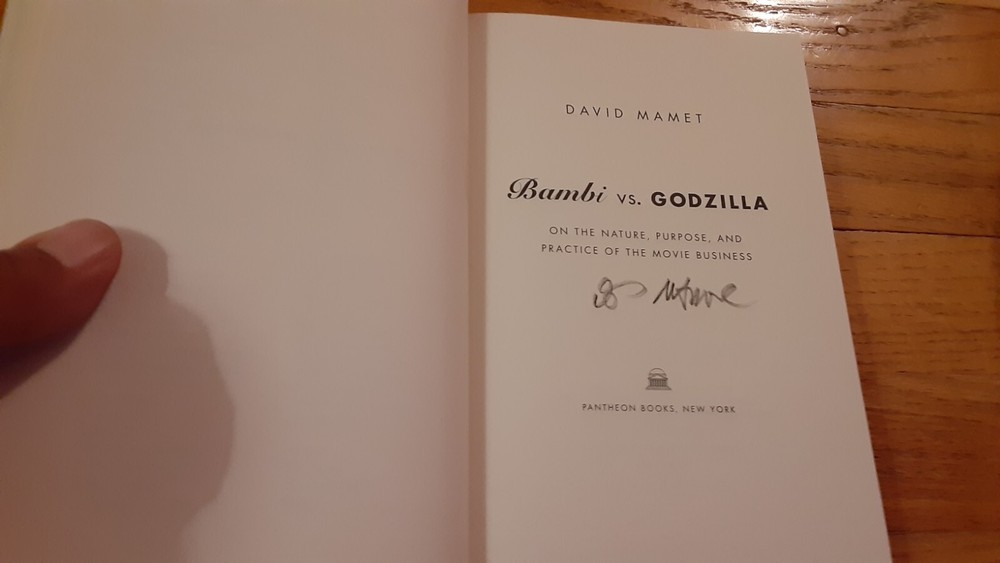 DAVID MAMET
Bambi vs. GODZILLA
ON THE NATURE, PURPOSE, AND
PRACTICE OF THE MOVIE BUSINESS
PANTHEON BOOKS, NEW YORK